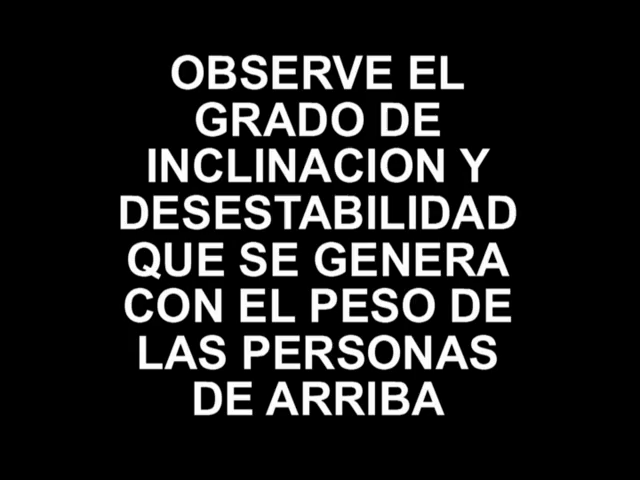 OBSERVE EL
GRADO DE
INCLINACION Y
DESESTABILIDAD
QUE SE GENERA
CON EL PESO DE
LAS PERSONAS
DE ARRIBA